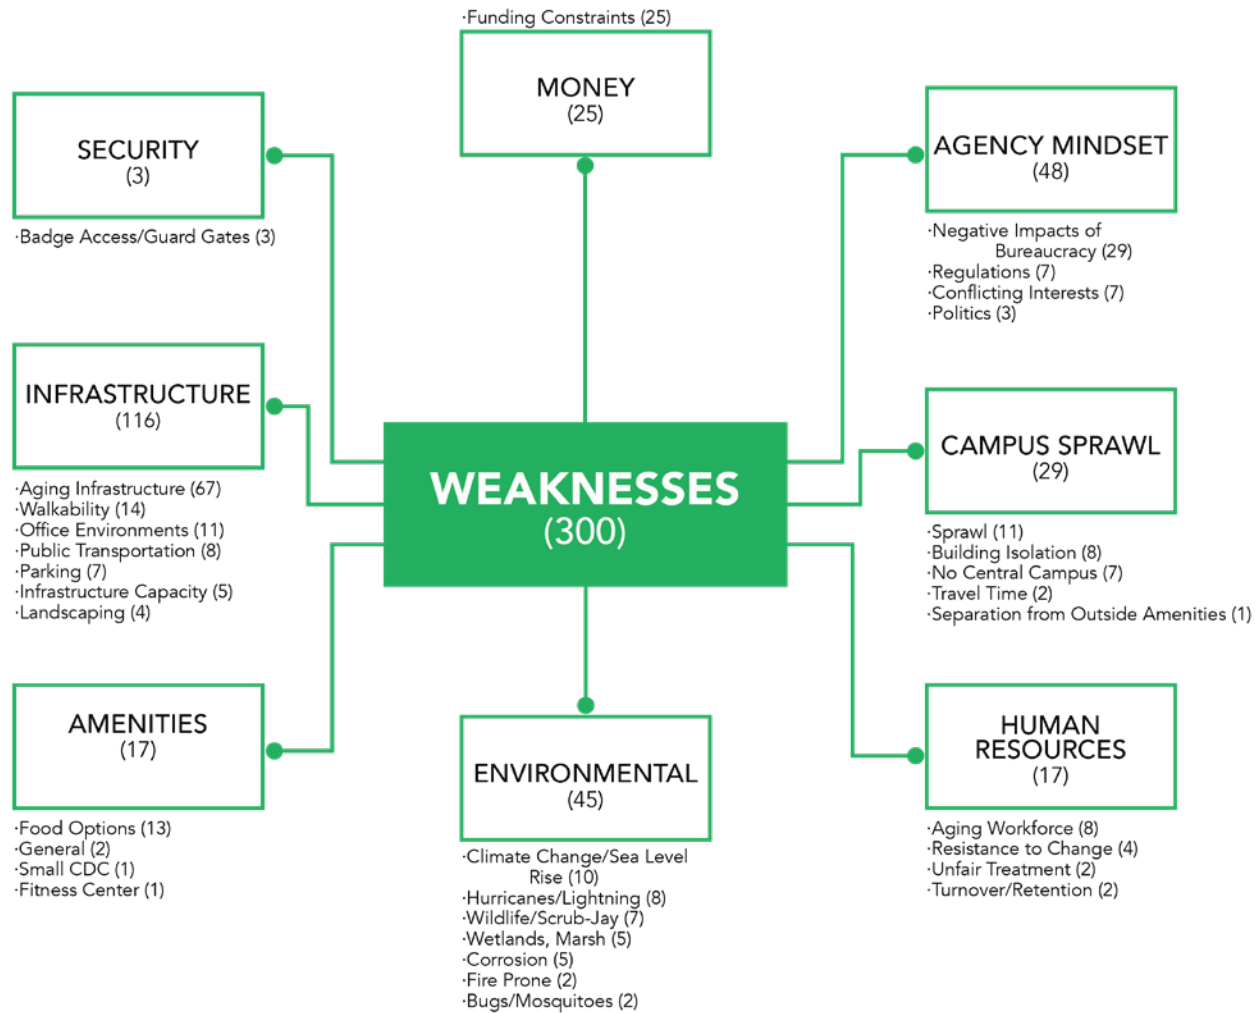 ·Funding Constraints (25)
MONEY
(25)
SECURITY
(3)
·Badge Access/Guard Gates (3)
AGENCY MINDSET
(48)
·Negative Impacts of
Bureaucracy (29)
·Regulations (7)
·Conflicting Interests (7)
·Politics (3)
INFRASTRUCTURE
(116)
·Aging Infrastructure (67)
·Walkability (14)
·Office Environments (11)
·Public Transportation (8)
·Parking (7)
·Infrastructure Capacity (5)
·Landscaping (4)
WEAKNESSES
(300)
CAMPUS SPRAWL
(29)
·Sprawl (11)
·Building Isolation (8)
·No Central Campus (7)
·Travel Time (2)
·Separation from Outside Amenities (1)
AMENITIES
(17)
·Food Options (13)
·General (2)
·Small CDC (1)
·Fitness Center (1)
ENVIRONMENTAL
(45)
·Climate Change/Sea Level
Rise (10)
·Hurricanes/Lightning (8)
·Wildlife/Scrub-Jay (7)
·Wetlands, Marsh (5)
·Corrosion (5)
·Fire Prone (2)
·Bugs/Mosquitoes (2)
HUMAN
RESOURCES
(17)
·Aging Workforce (8)
·Resistance to Change (4)
·Unfair Treatment (2)
·Turnover/Retention (2)